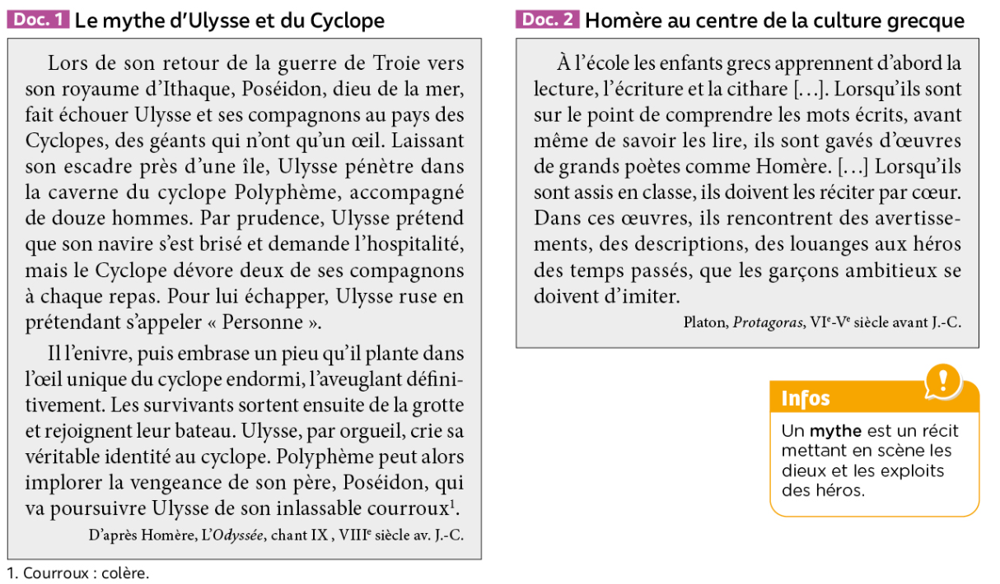 Doc. 1 Le mythe d’Ulysse et du Cyclope
Lors de son retour de la guerre de Troie vers
son royaume d’Ithaque, Poséidon, dieu de la mer,
fait échouer Ulysse et ses compagnons au pays des
Cyclopes, des géants qui n’ont qu’un œil. Laissant
son escadre près d’une île, Ulysse pénètre dans
la caverne du cyclope Polyphème, accompagné
de douze hommes. Par prudence, Ulysse prétend
que son navire s’est brisé et demande l’hospitalité,
mais le Cyclope dévore deux de ses compagnons
à chaque repas. Pour lui échapper, Ulysse ruse en
prétendant s’appeler « Personne ».
Il l’enivre, puis embrase un pieu qu’il plante dans
l’œil unique du cyclope endormi, l’aveuglant défini-
tivement. Les survivants sortent ensuite de la grotte
et rejoignent leur bateau. Ulysse, par orgueil, crie sa
véritable identité au cyclope. Polyphème peut alors
implorer la vengeance de son père, Poséidon, qui
va poursuivre Ulysse de son inlassable courroux¹.
D’après Homère, L’Odyssée, chant IX , VIIIe siècle av. J.-C.
1. Courroux : colère.
Doc. 2 Homère au centre de la culture grecque
À l’école les enfants grecs apprennent d’abord la
lecture, l’écriture et la cithare […]. Lorsqu’ils sont
sur le point de comprendre les mots écrits, avant
même de savoir les lire, ils sont gavés d’œuvres
de grands poètes comme Homère. […] Lorsqu’ils
sont assis en classe, ils doivent les réciter par cœur.
Dans ces œuvres, ils rencontrent des avertisse-
ments, des descriptions, des louanges aux héros
des temps passés, que les garçons ambitieux se
doivent d’imiter.
Platon, Protagoras, VIe-Ve siècle avant J.-C.
!
Infos
Un mythe est un récit
mettant en scène les
dieux et les exploits
des héros.